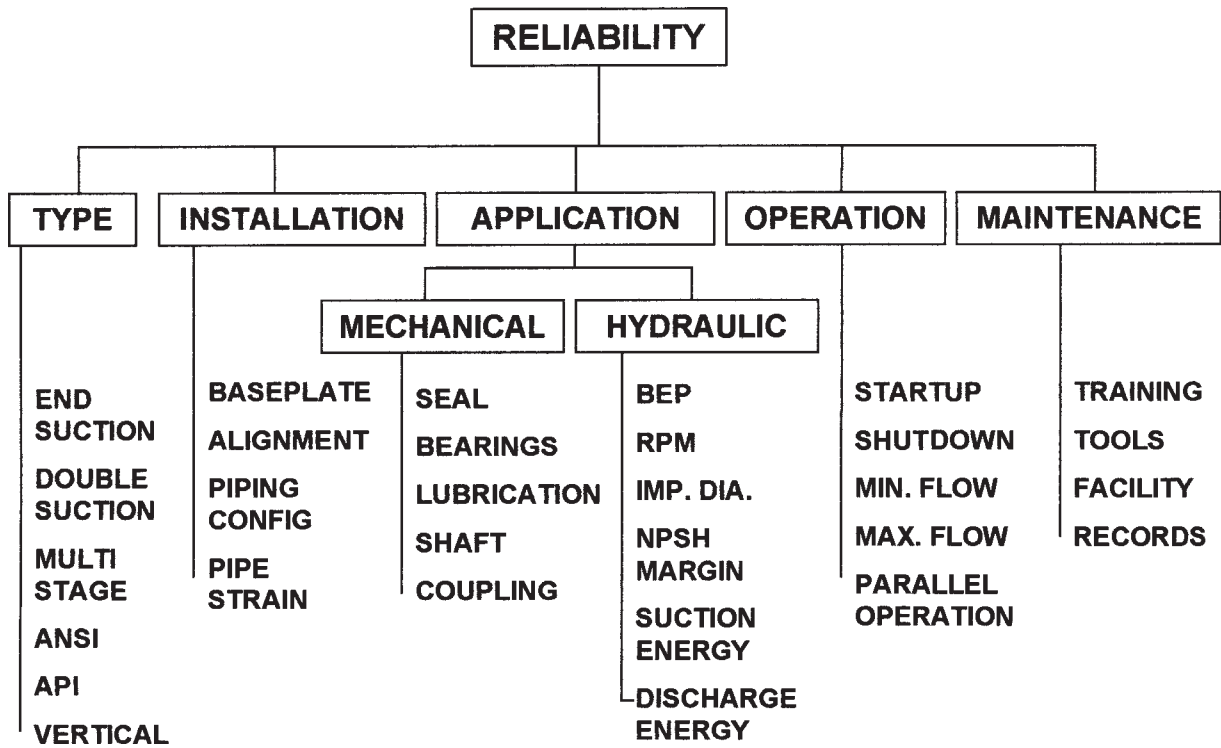 RELIABILITY
TYPE
INSTALLATION
APPLICATION
OPERATION
MAINTENANCE
MECHANICAL
HYDRAULIC
END
SUCTION
DOUBLE
SUCTION
MULTI
STAGE
ANSI
API
VERTICAL
BASEPLATE
ALIGNMENT
PIPING
CONFIG
PIPE
STRAIN
SEAL
BEARINGS
LUBRICATION
SHAFT
COUPLING
BEP
RPM
IMP. DIA.
NPSH
MARGIN
SUCTION
ENERGY
DISCHARGE
ENERGY
STARTUP
SHUTDOWN
MIN. FLOW
MAX. FLOW
PARALLEL
OPERATION
TRAINING
TOOLS
FACILITY
RECORDS